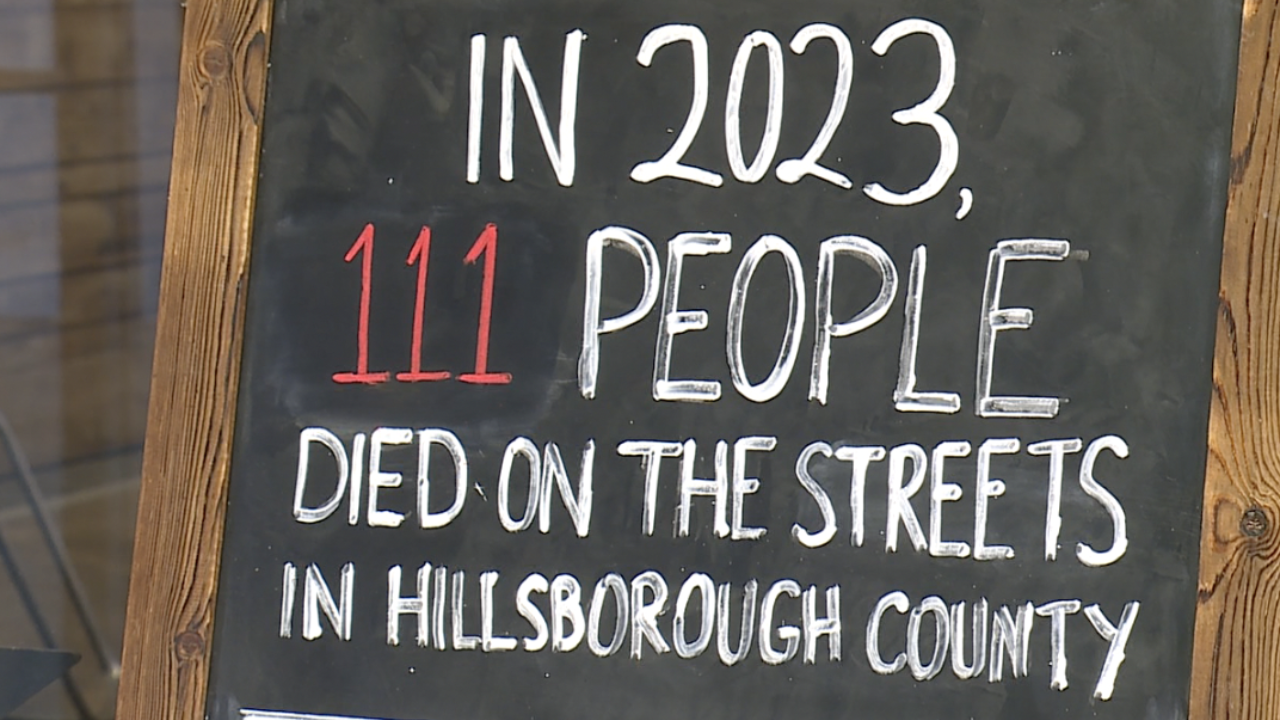 IN 2023,
111 PEOPLE
DIED ON THE STREETS
IN HILLSBOROUGH COUNTY